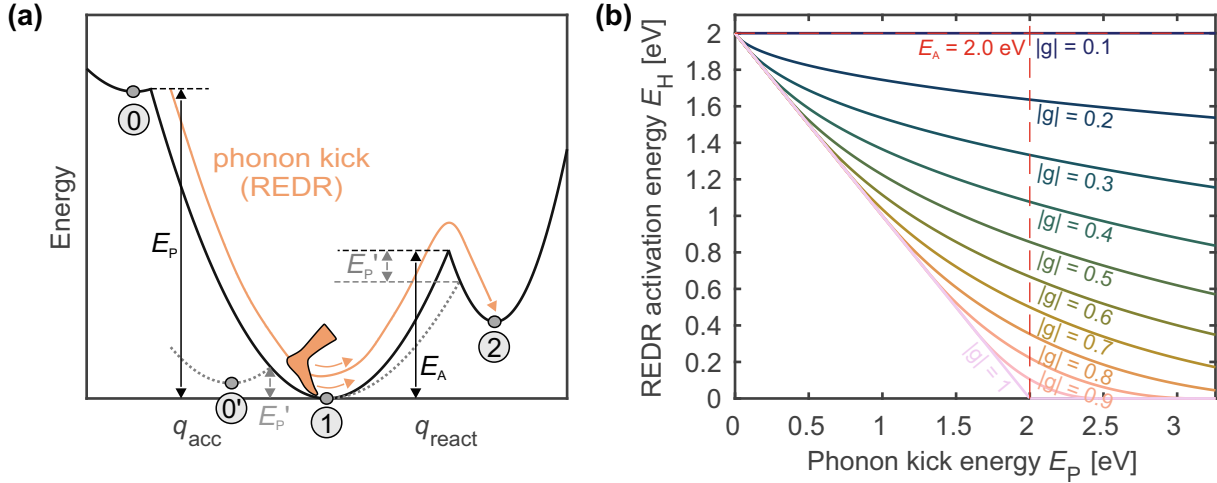 (a)
Energy
0
phonon kick
(REDR)
E_P
E_P'
E_A
2
0'
E_P'
1
q_acc
q_react
(b)
REDR activation energy E_H [eV]
2
1.8
1.6
1.4
1.2
1
0.8
0.6
0.4
0.2
0
E_A = 2.0 eV
|g| = 0.1
|g| = 0.2
|g| = 0.3
|g| = 0.4
|g| = 0.5
|g| = 0.6
|g| = 0.7
|g| = 0.8
|g| = 0.9
|g| = 1
0
0.5
1
1.5
2
2.5
3
Phonon kick energy E_P [eV]